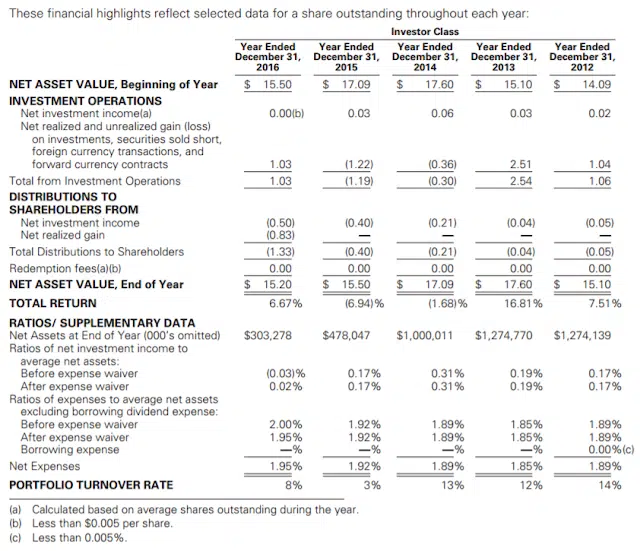 These financial highlights reflect selected data for a share outstanding throughout each year:
Investor Class
Year Ended Year Ended Year Ended Year Ended Year Ended
December 31, December 31, December 31, December 31, December 31,
2016 2015 2014 2013 2012
NET ASSET VALUE, Beginning of Year $ 15.50 $ 17.09 $ 17.60 $ 15.10 $ 14.09
INVESTMENT OPERATIONS
Net investment income(a) 0.00(b) 0.03 0.06 0.03 0.02
Net realized and unrealized gain (loss)
on investments, securities sold short,
foreign currency transactions, and
forward currency contracts 1.03 (1.22) (0.36) 2.51 1.04
Total from Investment Operations 1.03 (1.19) (0.30) 2.54 1.06
DISTRIBUTIONS TO
SHAREHOLDERS FROM
Net investment income (0.50) (0.40) (0.21) (0.04) (0.05)
Net realized gain (0.83) — — — —
Total Distributions to Shareholders (1.33) (0.40) (0.21) (0.04) (0.05)
Redemption fees(a)(b) 0.00 0.00 0.00 0.00 0.00
NET ASSET VALUE, End of Year $ 15.20 $ 15.50 $ 17.09 $ 17.60 $ 15.10
TOTAL RETURN 6.67% (6.94)% (1.68)% 16.81% 7.51%
RATIOS/ SUPPLEMENTARY DATA
Net Assets at End of Year (000's omitted) $303,278 $478,047 $1,000,011 $1,274,770 $1,274,139
Ratios of net investment income to
average net assets:
Before expense waiver (0.03)% 0.17% 0.31% 0.19% 0.17%
After expense waiver 0.02% 0.17% 0.31% 0.19% 0.17%
Ratios of expenses to average net assets
excluding borrowing dividend expense:
Before expense waiver 2.00% 1.92% 1.89% 1.85% 1.89%
After expense waiver 1.95% 1.92% 1.89% 1.85% 1.89%
Borrowing expense —% —% —% —% 0.00%(c)
Net Expenses 1.95% 1.92% 1.89% 1.85% 1.89%
PORTFOLIO TURNOVER RATE 8% 3% 13% 12% 14%
(a) Calculated based on average shares outstanding during the year.
(b) Less than $0.005 per share.
(c) Less than 0.005%.